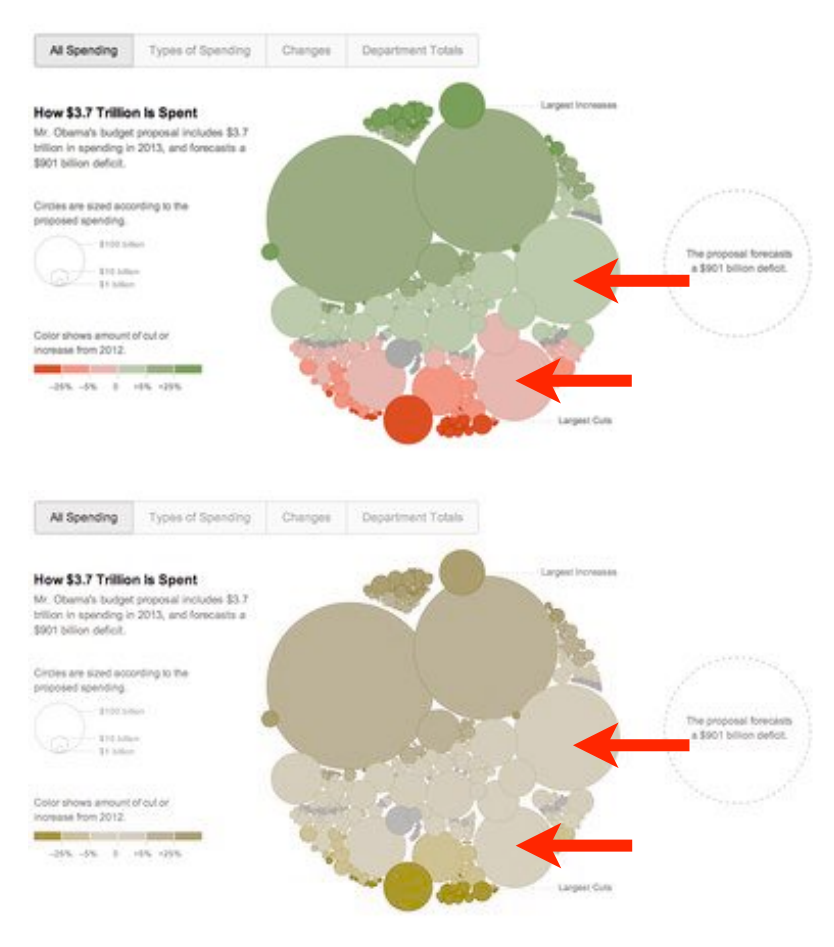 All Spending Types of Spending Changes Department Totals
How $3.7 Trillion Is Spent
Mr. Obama's budget proposal includes $3.7
trillion in spending in 2013, and forecasts a
$901 billion deficit.
Largest Increases
Circles are sized according to the
proposed spending.
$100 billion
$10 billion
$1 billion
The proposal forecasts
a $901 billion deficit.
Color shows amount of cut or
increase from 2012.
-25% -5% 0 +5% +25%
Largest Cuts
All Spending Types of Spending Changes Department Totals
How $3.7 Trillion Is Spent
Mr. Obama's budget proposal includes $3.7
trillion in spending in 2013, and forecasts a
$901 billion deficit.
Largest Increases
Circles are sized according to the
proposed spending.
$100 billion
$10 billion
$1 billion
The proposal forecasts
a $901 billion deficit.
Color shows amount of cut or
increase from 2012.
-25% -5% 0 +5% +25%
Largest Cuts